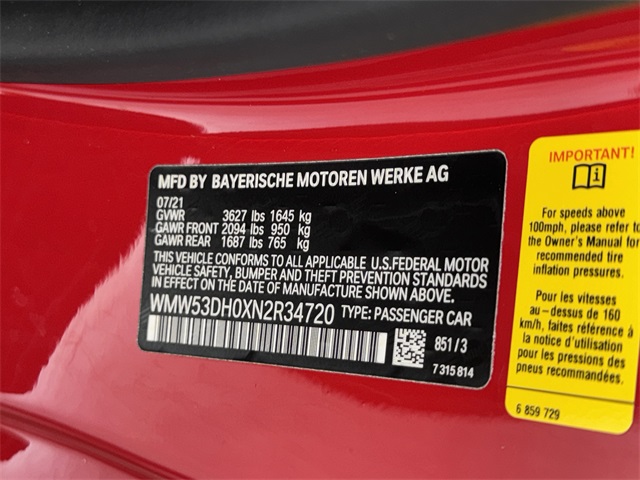 MFD BY BAYERISCHE MOTOREN WERKE AG
07/21
GVWR 3627 lbs 1645 kg
GAWR FRONT 2094 lbs 950 kg
GAWR REAR 1687 lbs 765 kg
THIS VEHICLE CONFORMS TO ALL APPLICABLE U.S.FEDERAL MOTOR
VEHICLE SAFETY, BUMPER AND THEFT PREVENTION STANDARDS
IN EFFECT ON THE DATE OF MANUFACTURE SHOWN ABOVE.
WMW53DH0XN2R34720 TYPE: PASSENGER CAR
851/3
7 315 814
IMPORTANT!
i
For speeds above
100mph, please refer to
the Owner's Manual for
recommended tire
inflation pressures.
Pour les vitesses
au-dessus de 160
km/h, faites référence à
la notice d'utilisation
pour les pressions des
pneus recommandées.
6 859 729